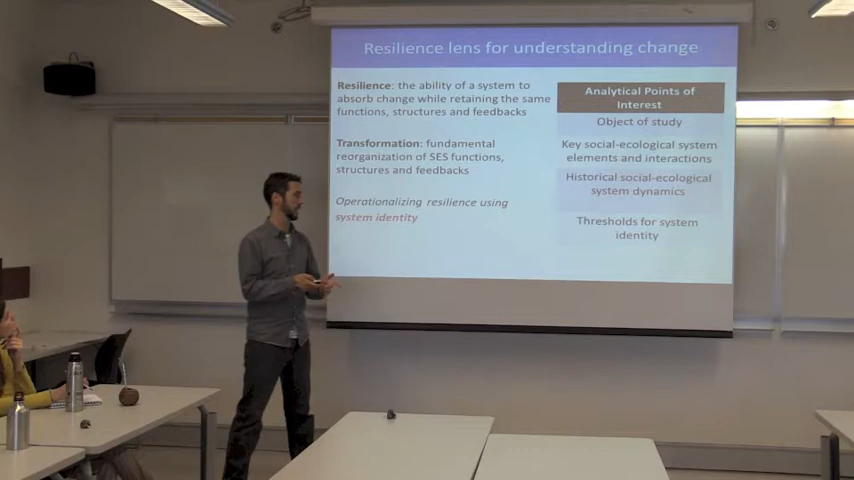 Resilience lens for understanding change
Resilience: the ability of a system to
absorb change while retaining the same
functions, structures and feedbacks
Transformation: fundamental
reorganization of SES functions,
structures and feedbacks
Operationalizing resilience using
system identity
Analytical Points of
Interest
Object of study
Key social-ecological system
elements and interactions
Historical social-ecological
system dynamics
Thresholds for system
identity